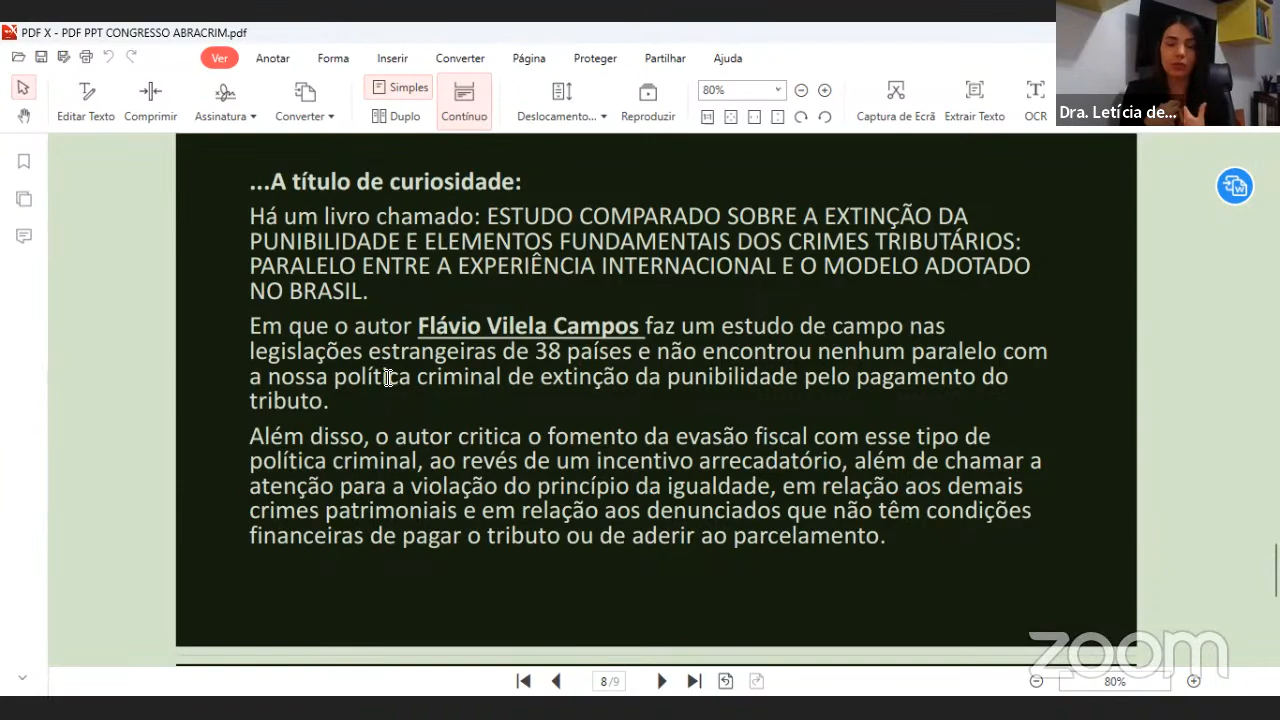 PDF X - PDF PPT CONGRESSO ABRACRIM.pdf
Ver
Anotar
Forma
Inserir
Converter
Página
Proteger
Partilhar
Ajuda
Editar Texto
Comprimir
Assinatura
Converter
Simples
Duplo
Contínuo
Deslocamento...
Reproduzir
80%
Captura de Ecrã
Extrair Texto
OCR
Dra. Letícia de...
...A título de curiosidade:
Há um livro chamado: ESTUDO COMPARADO SOBRE A EXTINÇÃO DA
PUNIBILIDADE E ELEMENTOS FUNDAMENTAIS DOS CRIMES TRIBUTÁRIOS:
PARALELO ENTRE A EXPERIÊNCIA INTERNACIONAL E O MODELO ADOTADO
NO BRASIL.
Em que o autor Flávio Vilela Campos faz um estudo de campo nas
legislações estrangeiras de 38 países e não encontrou nenhum paralelo com
a nossa política criminal de extinção da punibilidade pelo pagamento do
tributo.
Além disso, o autor critica o fomento da evasão fiscal com esse tipo de
política criminal, ao revés de um incentivo arrecadatório, além de chamar a
atenção para a violação do princípio da igualdade, em relação aos demais
crimes patrimoniais e em relação aos denunciados que não têm condições
financeiras de pagar o tributo ou de aderir ao parcelamento.
zoom
8/9
80%